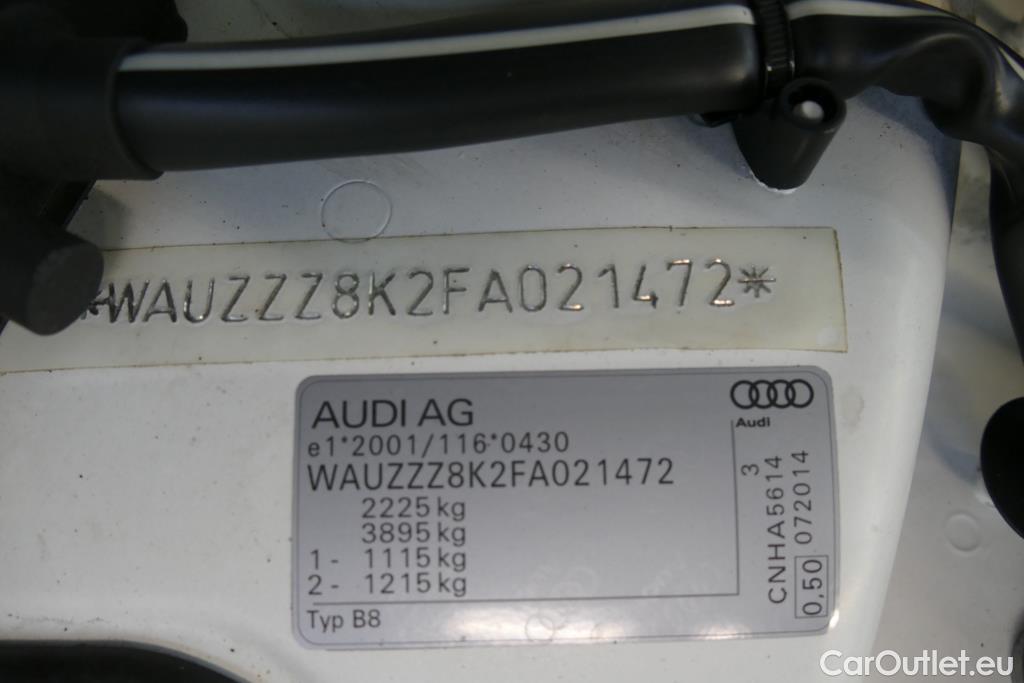 *WAUZZZ8K2FA021472*
AUDI AG
e1*2001/116*0430
WAUZZZ8K2FA021472
2225 kg
3895 kg
1- 1115 kg
2- 1215 kg
Typ B8
Audi
3
CNHA5614
0,50 072014
CarOutlet.eu